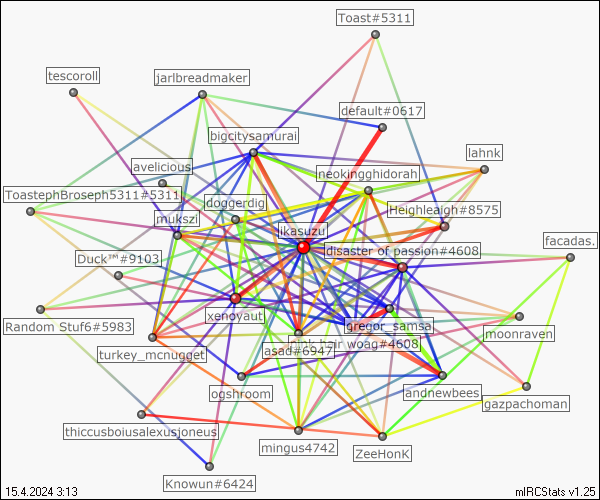 Toast#5311
tescoroll
jarlbreadmaker
default#0617
bigcitysamurai
lahnk
avelicious
neokingghidorah
ToastephBroseph5311#5311
doggerdig
Heighleaigh#8575
mukszi
ikasuzu
disaster of passion#4608
facadas.
Duck™#9103
xenoyaut
gregor_samsa
Random Stuf6#5983
moonraven
pink hair woag#4608
turkey_mcnugget
asad#6947
ogshroom
andnewbees
gazpachoman
thiccusboiusalexusjoneus
mingus4742
ZeeHonK
Knowun#6424
15.4.2024 3:13
mIRCStats v1.25